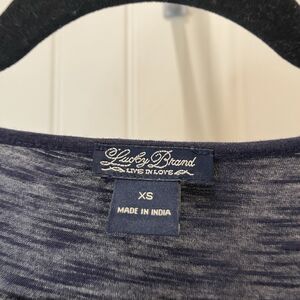 Lucky Brand
LIVE IN LOVE
XS
MADE IN INDIA